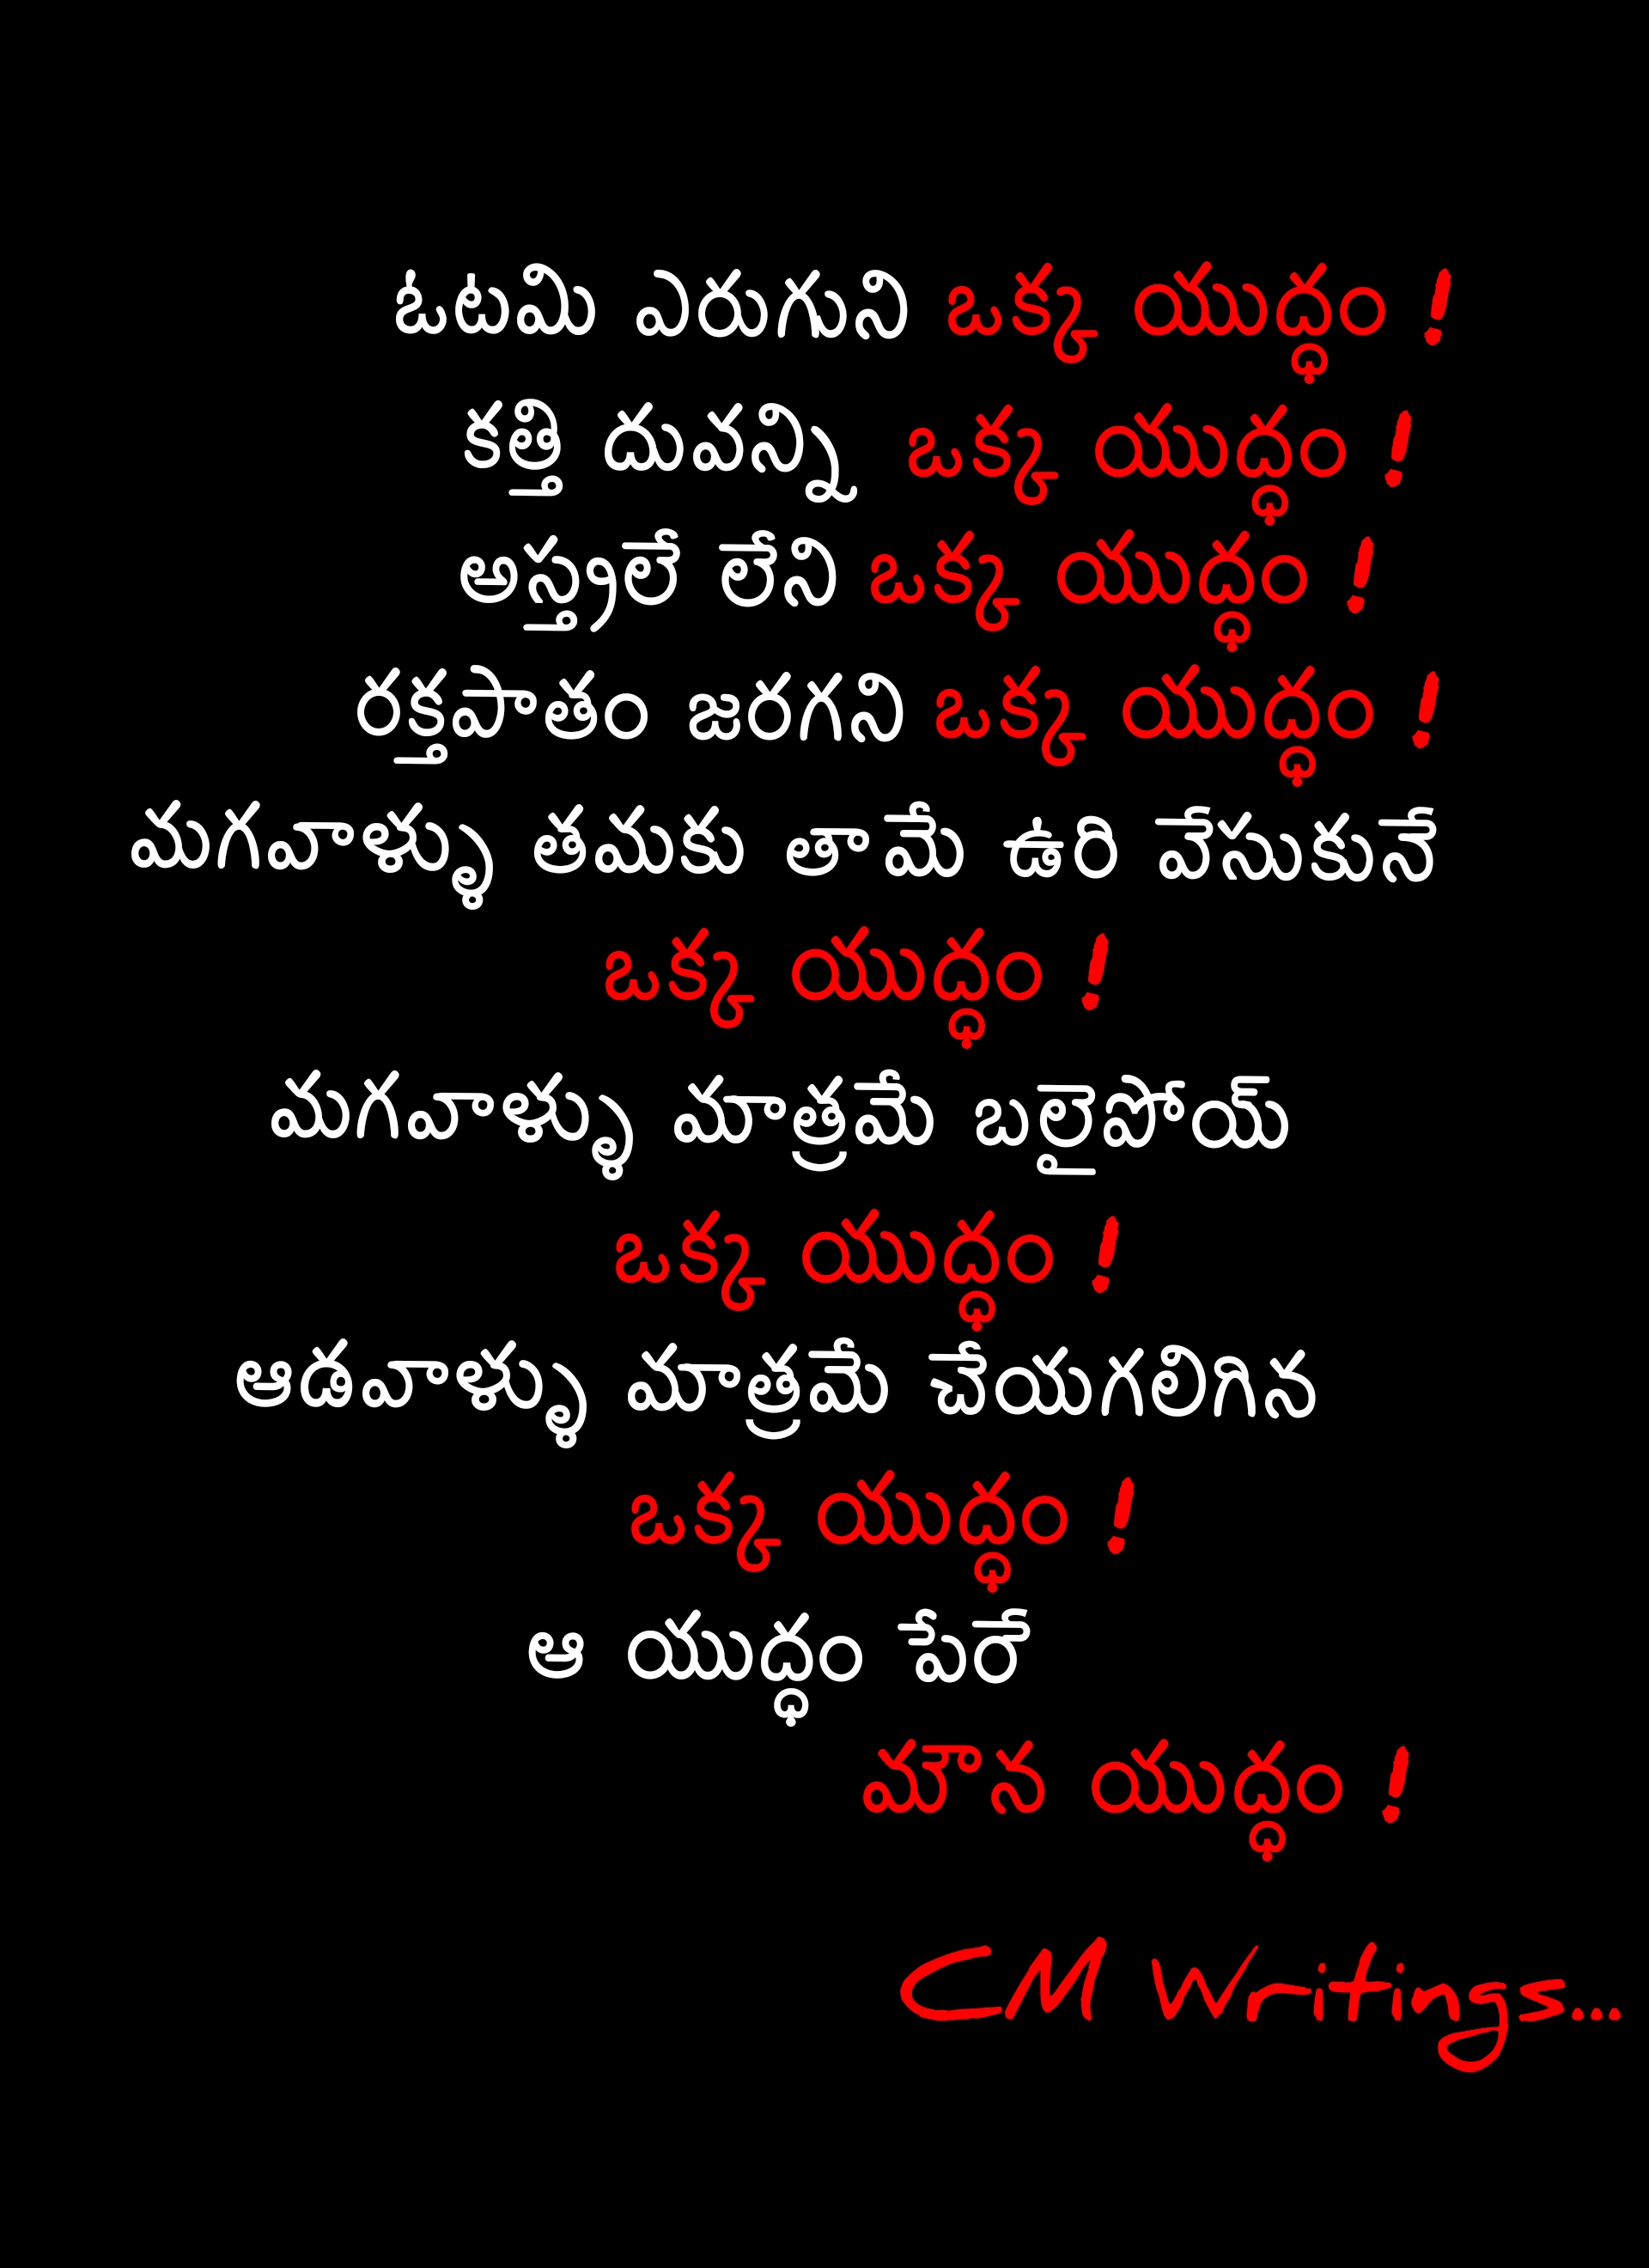 ఓటమి ఎరుగుని ఒక్క యుద్ధం !
కత్తి దువన్ని ఒక్క యుద్ధం !
అస్త్రలే లేని ఒక్క యుద్ధం !
రక్తపాతం జరగని ఒక్క యుద్ధం !
మగవాళ్ళు తమకు తామే ఊరి వేసుకునే
ఒక్క యుద్ధం !
మగవాళ్ళు మాత్రమే బలైపోయ్
ఒక్క యుద్ధం !
ఆడవాళ్ళు మాత్రమే చేయగలిగిన
ఒక్క యుద్ధం !
ఆ యుద్ధం పేరే
మౌన యుద్ధం !
CM Writings...